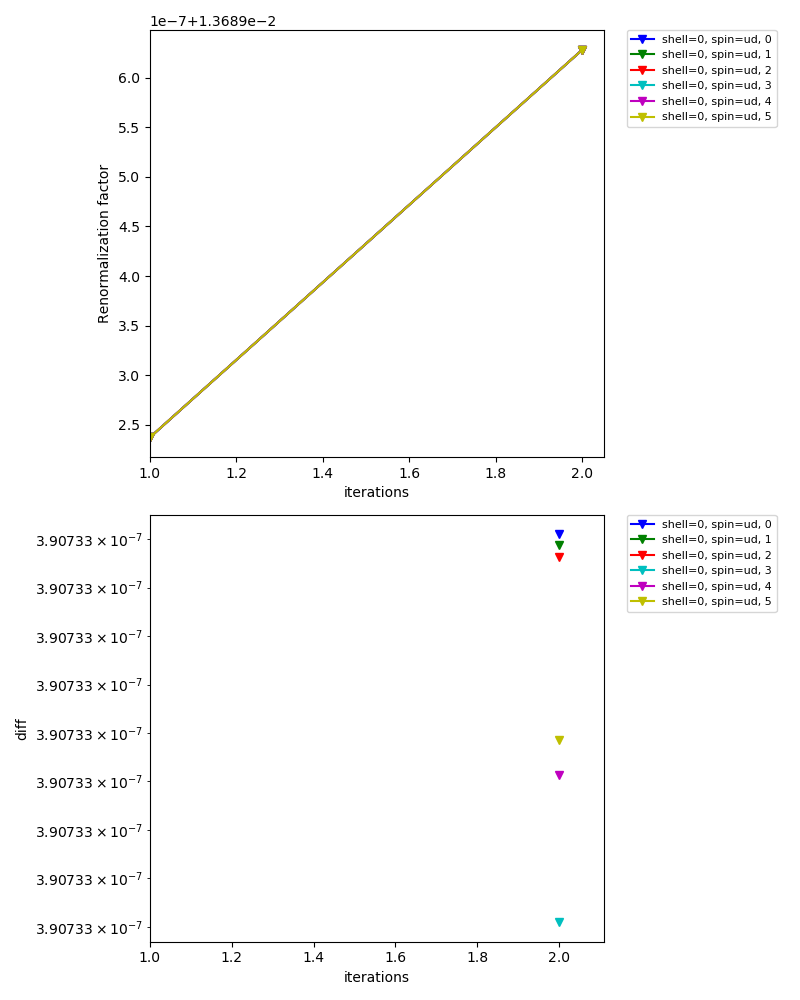 1e-7+1.3689e-2
6.0
5.5
5.0
4.5
4.0
3.5
3.0
2.5
Renormalization factor
1.0 1.2 1.4 1.6 1.8 2.0
iterations
shell=0, spin=ud, 0
shell=0, spin=ud, 1
shell=0, spin=ud, 2
shell=0, spin=ud, 3
shell=0, spin=ud, 4
shell=0, spin=ud, 5
3.90733 × 10⁻⁷
3.90733 × 10⁻⁷
3.90733 × 10⁻⁷
3.90733 × 10⁻⁷
3.90733 × 10⁻⁷
3.90733 × 10⁻⁷
3.90733 × 10⁻⁷
3.90733 × 10⁻⁷
3.90733 × 10⁻⁷
diff
1.0 1.2 1.4 1.6 1.8 2.0
iterations
shell=0, spin=ud, 0
shell=0, spin=ud, 1
shell=0, spin=ud, 2
shell=0, spin=ud, 3
shell=0, spin=ud, 4
shell=0, spin=ud, 5